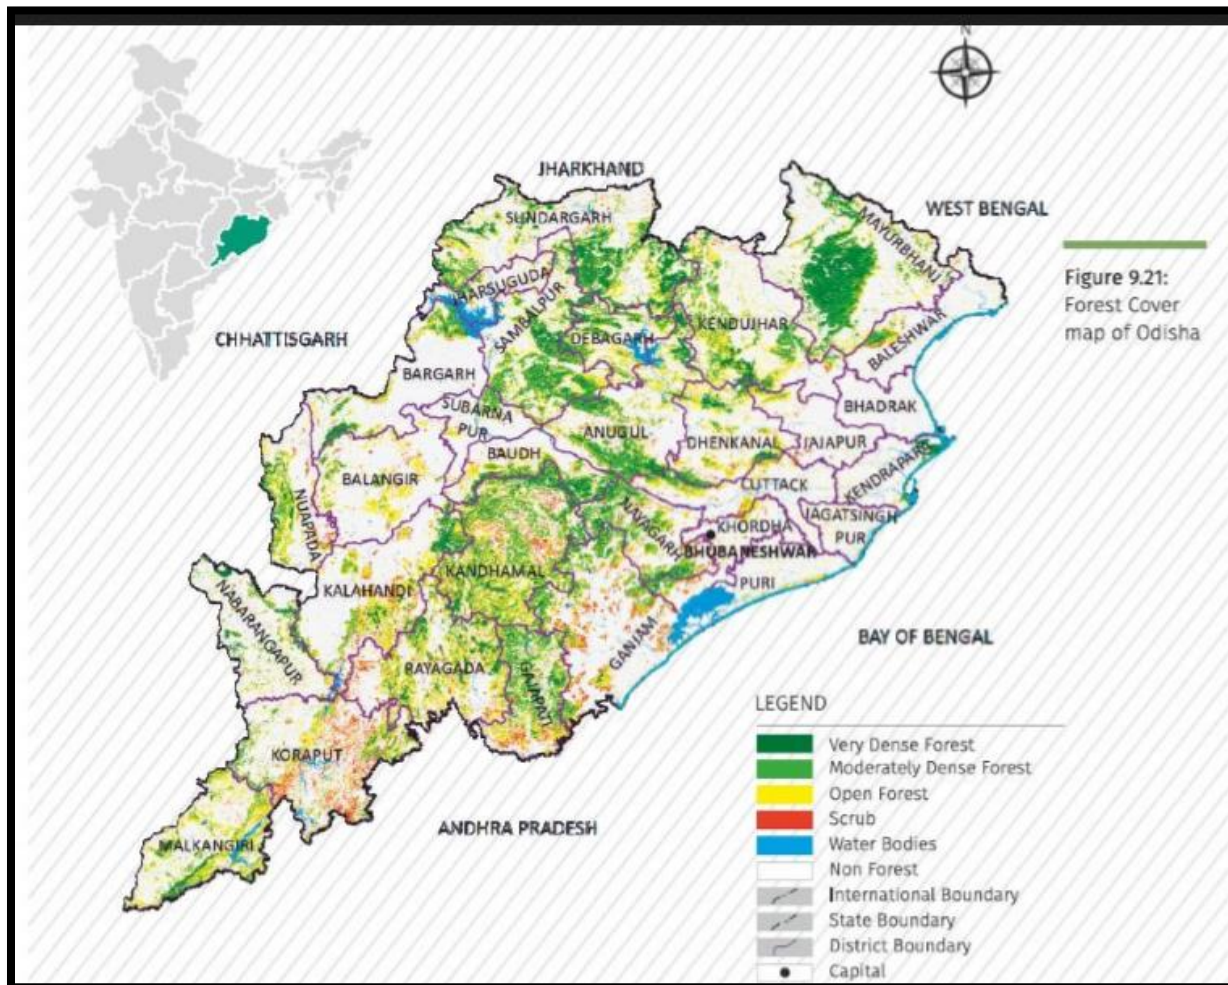 N
JHARKHAND
WEST BENGAL
SUNDARGARH
MAYURBHANJ
Figure 9.21:
Forest Cover
map of Odisha
JHARSUGUDA
SAMBALPUR
KENDUJHAR
DEBAGARH
BALESHWAR
CHHATTISGARH
BARGARH
BHADRAK
SUBARNA
PUR
ANUGUL
DHENKANAL
JAJAPUR
BAUDH
KENDRAPARA
BALANGIR
CUTTACK
NUAPADA
NAYAGARH
KHORDHA
JAGATSINGH
PUR
BHUBANESHWAR
KANDHAMAL
PURI
KALAHANDI
NABARANGAPUR
GANJAM
BAY OF BENGAL
RAYAGADA
GAJAPATI
KORAPUT
ANDHRA PRADESH
MALKANGIRI
LEGEND
Very Dense Forest
Moderately Dense Forest
Open Forest
Scrub
Water Bodies
Non Forest
International Boundary
State Boundary
District Boundary
Capital